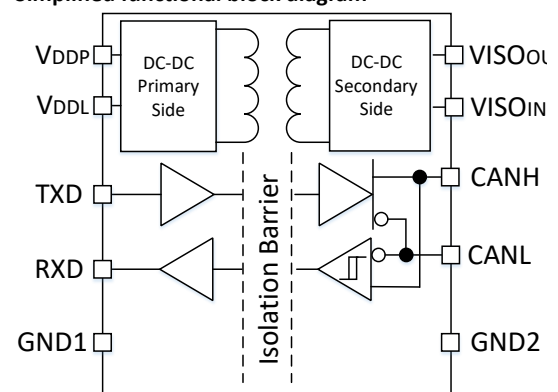 Simplified functional block diagram
VDDP
DC-DC
Primary
Side
DC-DC
Secondary
Side
VISOOU
VDDL
VISOIN
TXD
Isolation Barrier
CANH
RXD
CANL
GND1
GND2